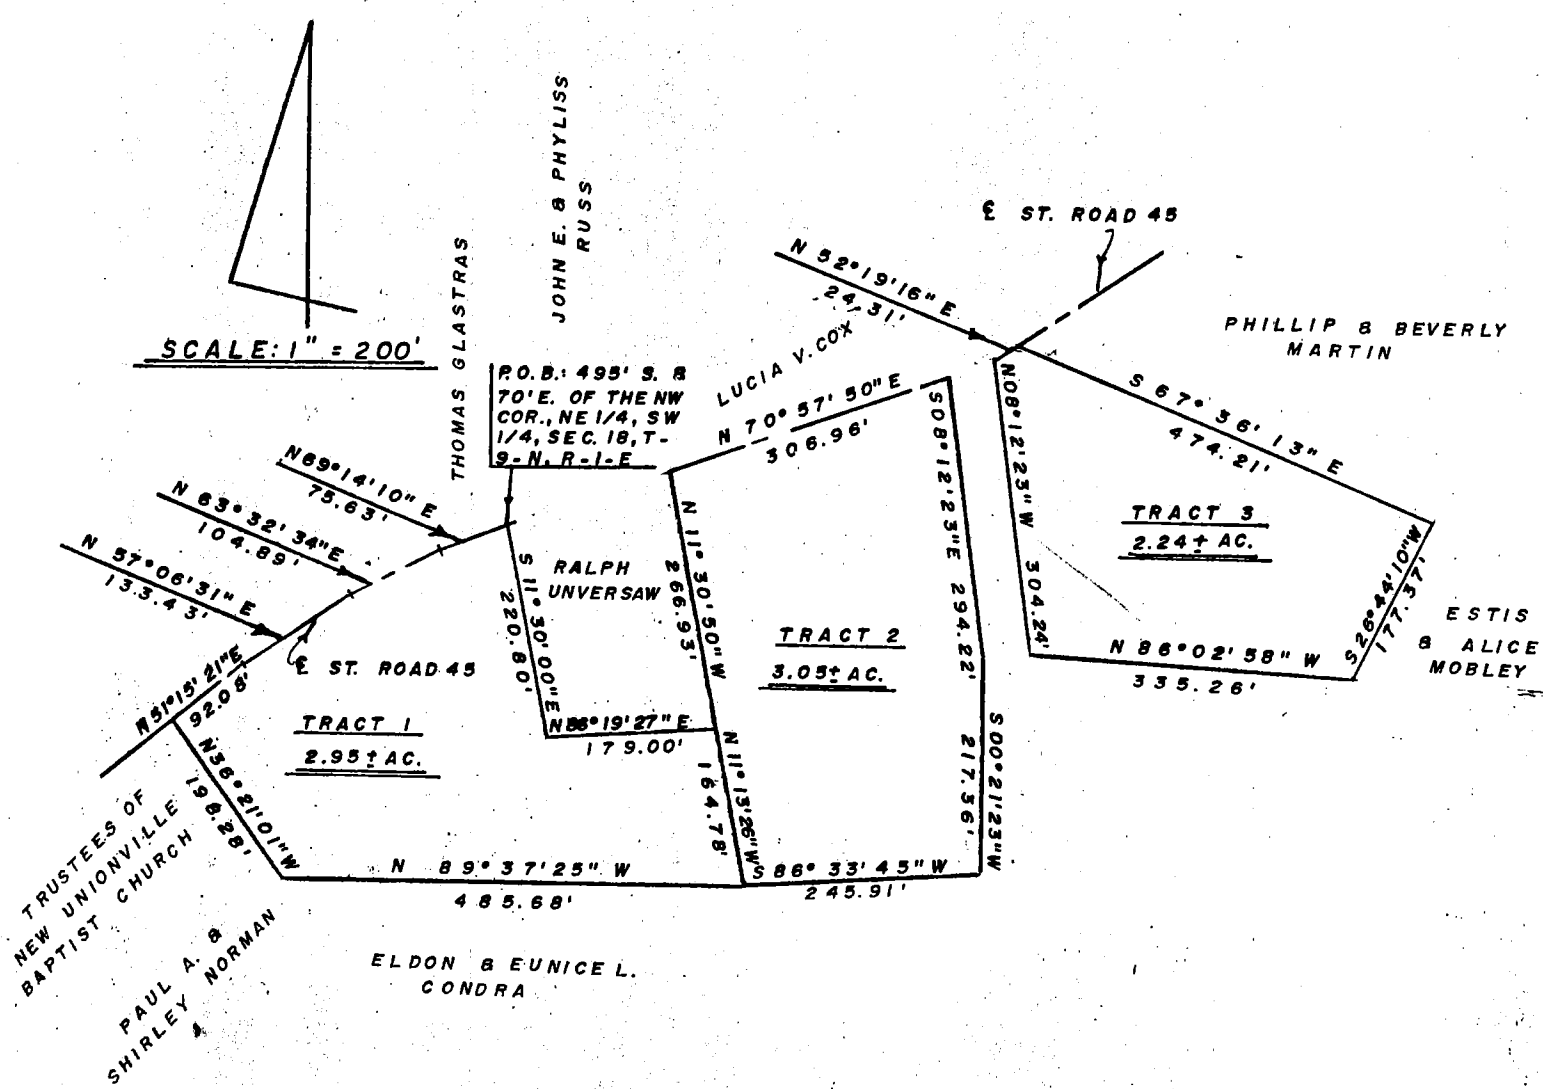 JOHN E. & PHYLISS
RUSS
THOMAS GLASTRAS
SCALE: 1" = 200'
P.O.B.: 495' S. &
70' E. OF THE NW
COR., NE 1/4, SW
1/4, SEC. 18, T-
9-N, R-1-E
LUCIA V. COX
℄ ST. ROAD 45
N 52°19'16" E
24.31'
PHILLIP & BEVERLY
MARTIN
N 70°57'50" E
306.96'
S 67°36'13" E
474.21'
N69°14'10" E
75.63'
N 63°32'34" E
104.89'
N 57°06'31" E
133.43'
N 51°15'21" E
92.08'
℄ ST. ROAD 45
S 11°30'00" E
220.80'
RALPH
UNVERSAW
N 11°30'50" W
266.93'
N86°19'27" E
179.00'
S08°12'23"E 294.22'
N08°12'23"W 304.24'
TRACT 3
2.24± AC.
S26°44'10"W
177.37'
ESTIS
& ALICE
MOBLEY
N 86°02'58" W
335.26'
TRACT 2
3.05± AC.
TRACT 1
2.95± AC.
N 11°13'26" W
164.78'
S00°21'23"W
217.36'
N36°21'01"W
198.28'
N 89°37'25" W
485.68'
S 86°33'45" W
245.91'
TRUSTEES OF
NEW UNIONVILLE
BAPTIST CHURCH
PAUL A. &
SHIRLEY NORMAN
ELDON & EUNICE L.
CONDRA